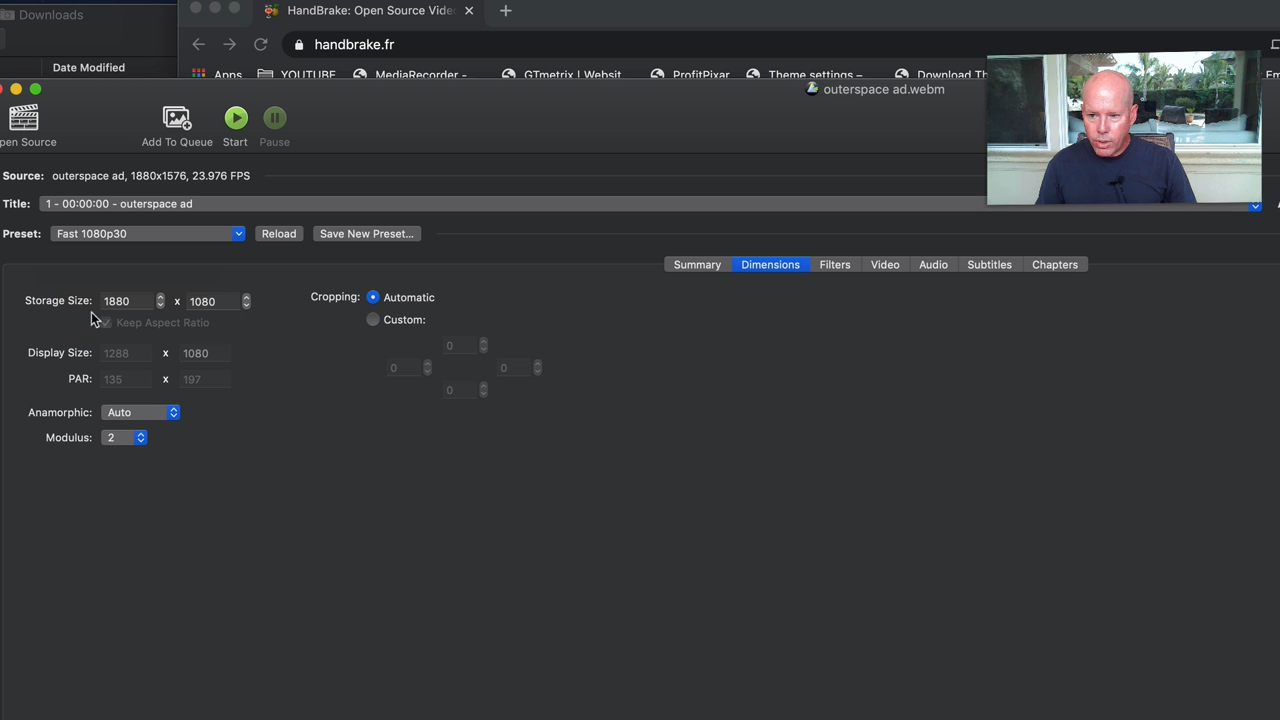 Downloads
HandBrake: Open Source Video
handbrake.fr
Date Modified
Apps YOUTUBE MediaRecorder - GTmetrix | Websit ProfitPixar Theme settings – Download Th
outerspace ad.webm
pen Source Add To Queue Start Pause
Source: outerspace ad, 1880x1576, 23.976 FPS
Title: 1 - 00:00:00 - outerspace ad
Preset: Fast 1080p30 Reload Save New Preset...
Summary Dimensions Filters Video Audio Subtitles Chapters
Storage Size: 1880 x 1080 Cropping: Automatic
Keep Aspect Ratio Custom:
0
Display Size: 1288 x 1080
0 0
PAR: 135 x 197
0
Anamorphic: Auto
Modulus: 2